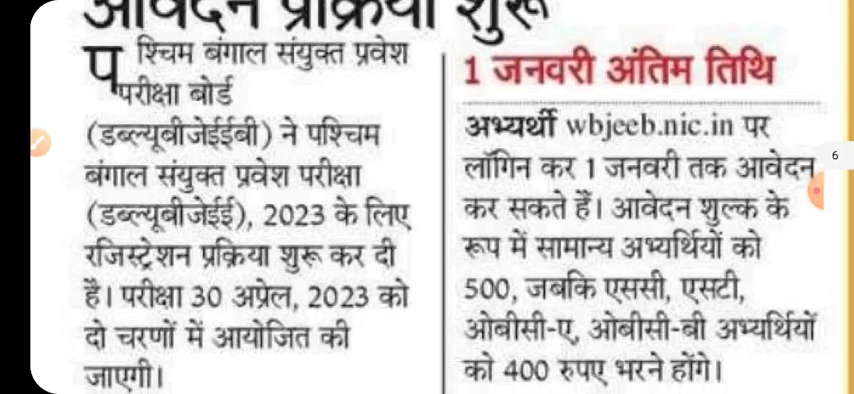 आवेदन प्रक्रिया शुरू
पश्चिम बंगाल संयुक्त प्रवेश
परीक्षा बोर्ड
(डब्ल्यूबीजेईईबी) ने पश्चिम
बंगाल संयुक्त प्रवेश परीक्षा
(डब्ल्यूबीजेईई), 2023 के लिए
रजिस्ट्रेशन प्रक्रिया शुरू कर दी
है। परीक्षा 30 अप्रेल, 2023 को
दो चरणों में आयोजित की
जाएगी।
1 जनवरी अंतिम तिथि
अभ्यर्थी wbjeeb.nic.in पर
लॉगिन कर 1 जनवरी तक आवेदन
कर सकते हैं। आवेदन शुल्क के
रूप में सामान्य अभ्यर्थियों को
500, जबकि एससी, एसटी,
ओबीसी-ए, ओबीसी-बी अभ्यर्थियों
को 400 रुपए भरने होंगे।
6